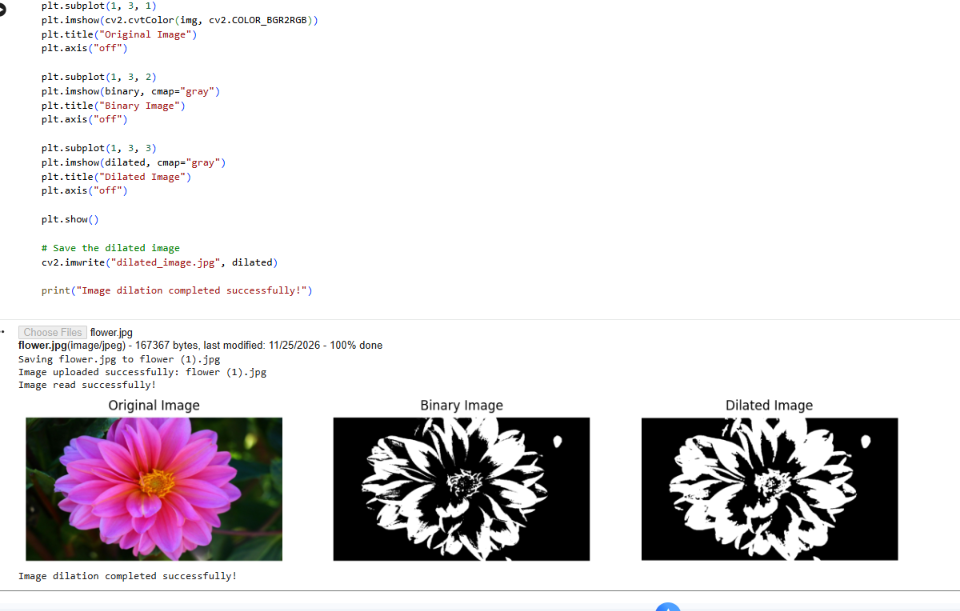 plt.subplot(1, 3, 1)
plt.imshow(cv2.cvtColor(img, cv2.COLOR_BGR2RGB))
plt.title("Original Image")
plt.axis("off")
plt.subplot(1, 3, 2)
plt.imshow(binary, cmap="gray")
plt.title("Binary Image")
plt.axis("off")
plt.subplot(1, 3, 3)
plt.imshow(dilated, cmap="gray")
plt.title("Dilated Image")
plt.axis("off")
plt.show()
# Save the dilated image
cv2.imwrite("dilated_image.jpg", dilated)
print("Image dilation completed successfully!")
Choose Files flower.jpg
flower.jpg(image/jpeg) - 167367 bytes, last modified: 11/25/2026 - 100% done
Saving flower.jpg to flower (1).jpg
Image uploaded successfully: flower (1).jpg
Image read successfully!
Original Image Binary Image Dilated Image
Image dilation completed successfully!